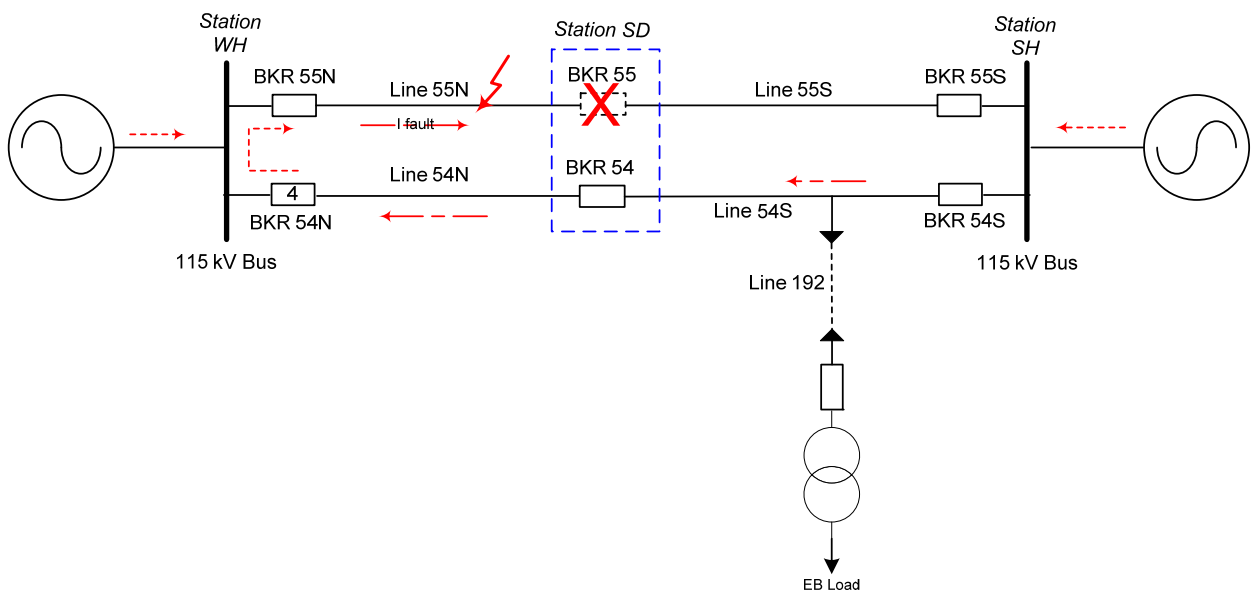 Station
WH
Station SD
Station
SH
BKR 55N
Line 55N
BKR 55
Line 55S
BKR 55S
I fault
Line 54N
BKR 54
4
BKR 54N
Line 54S
BKR 54S
115 kV Bus
115 kV Bus
Line 192
EB Load